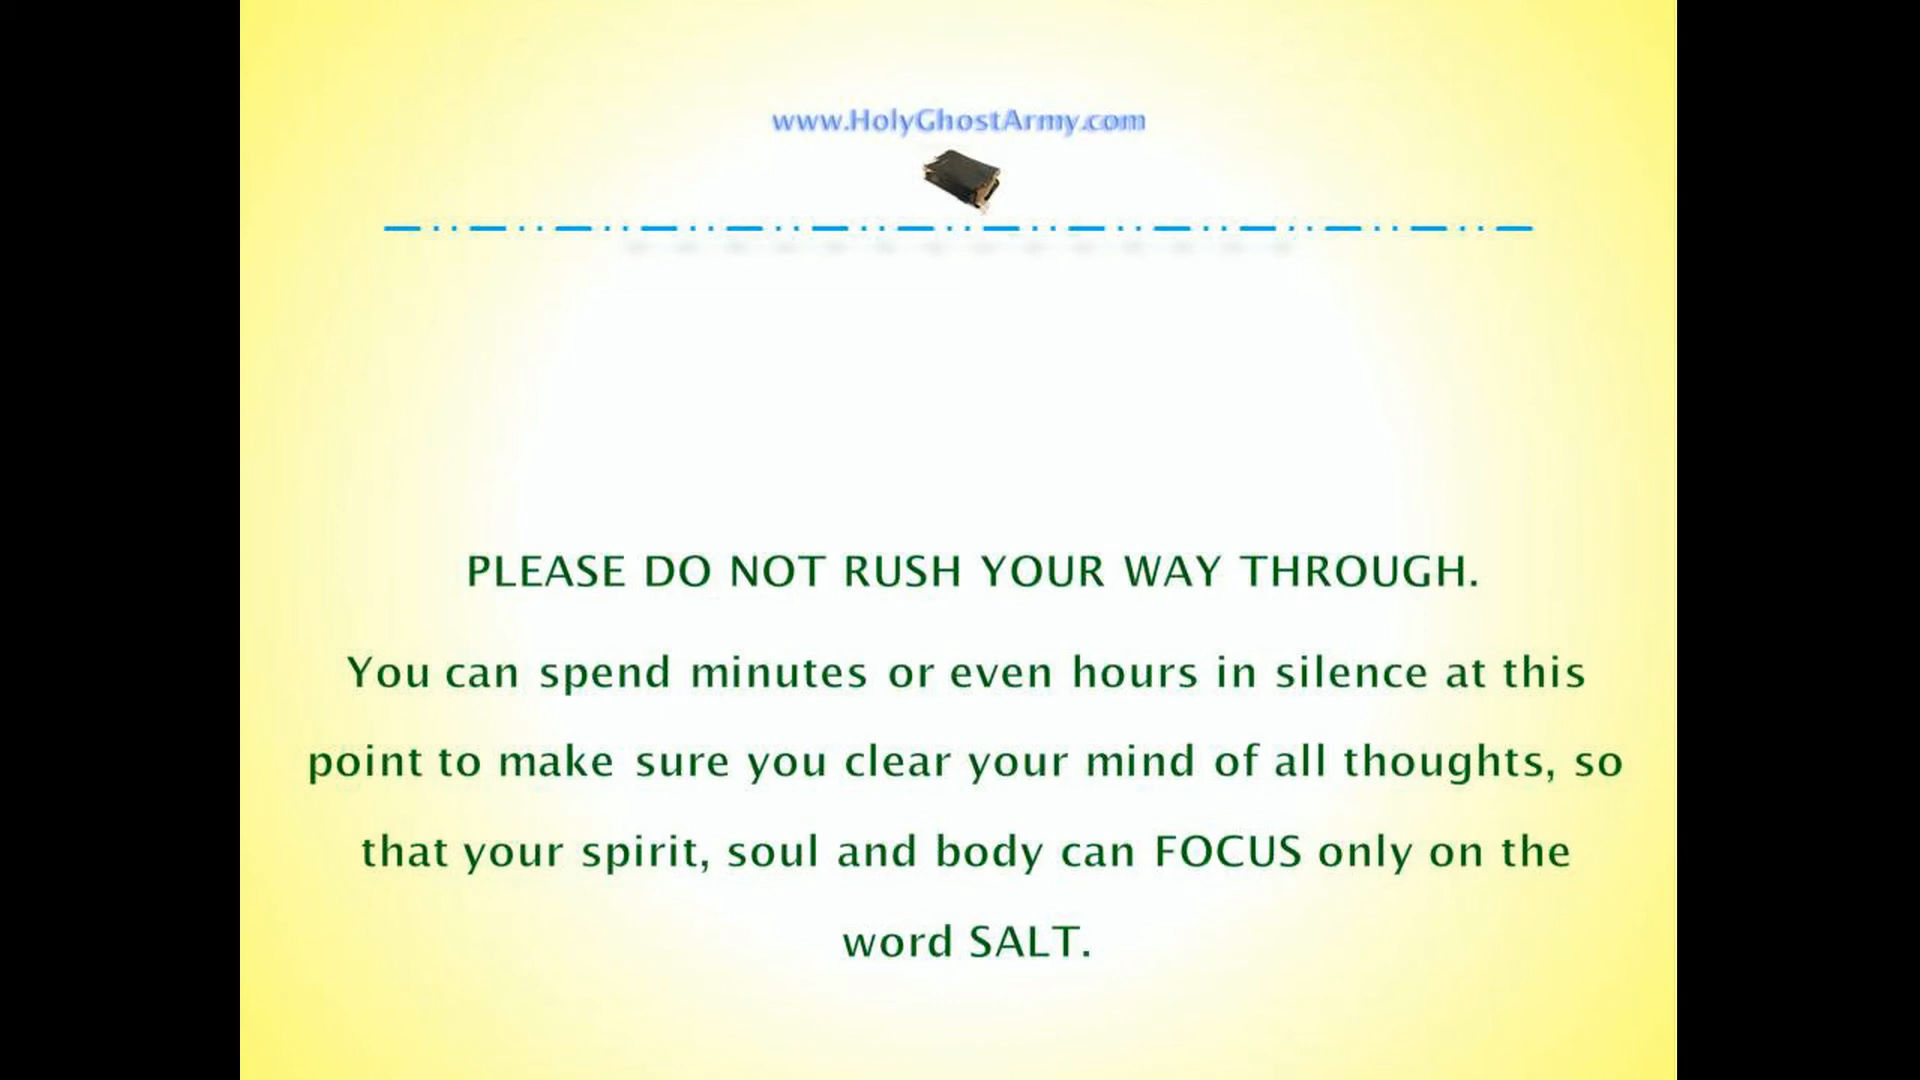 www.HolyGhostArmy.com
PLEASE DO NOT RUSH YOUR WAY THROUGH.
You can spend minutes or even hours in silence at this
point to make sure you clear your mind of all thoughts, so
that your spirit, soul and body can FOCUS only on the
word SALT.